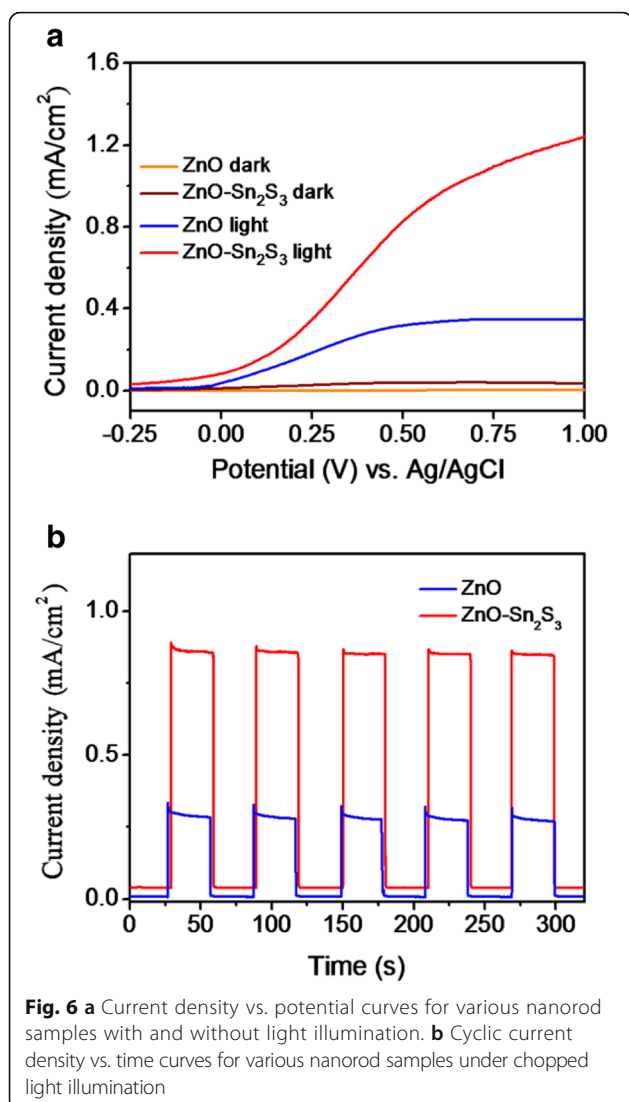 a
1.6
1.2
0.8
0.4
0.0
Current density (mA/cm²)
ZnO dark
ZnO-Sn₂S₃ dark
ZnO light
ZnO-Sn₂S₃ light
−0.25 0.00 0.25 0.50 0.75 1.00
Potential (V) vs. Ag/AgCl
b
1.0
0.5
0.0
Current density (mA/cm²)
ZnO
ZnO-Sn₂S₃
0 50 100 150 200 250 300
Time (s)
Fig. 6 a Current density vs. potential curves for various nanorod
samples with and without light illumination. b Cyclic current
density vs. time curves for various nanorod samples under chopped
light illumination